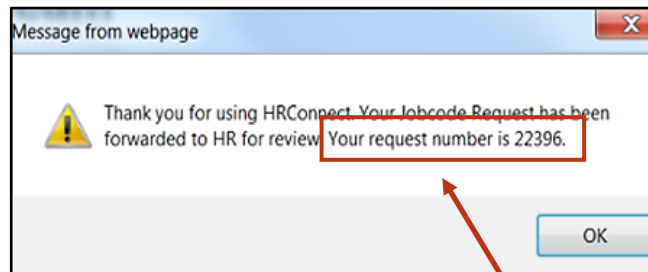 Message from webpage
Thank you for using HRConnect. Your Jobcode Request has been
forwarded to HR for review. Your request number is 22396.
OK